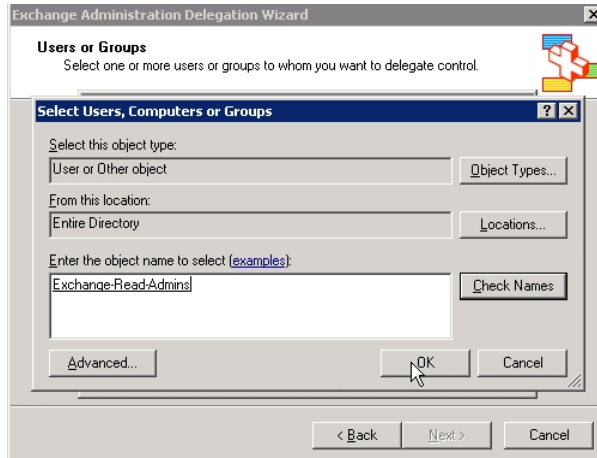 Exchange Administration Delegation Wizard
Users or Groups
Select one or more users or groups to whom you want to delegate control.
Select Users, Computers or Groups
Select this object type:
User or Other object
Object Types...
From this location:
Entire Directory
Locations...
Enter the object name to select (examples):
Exchange-Read-Admins
Check Names
Advanced...
OK
Cancel
< Back
Next >
Cancel